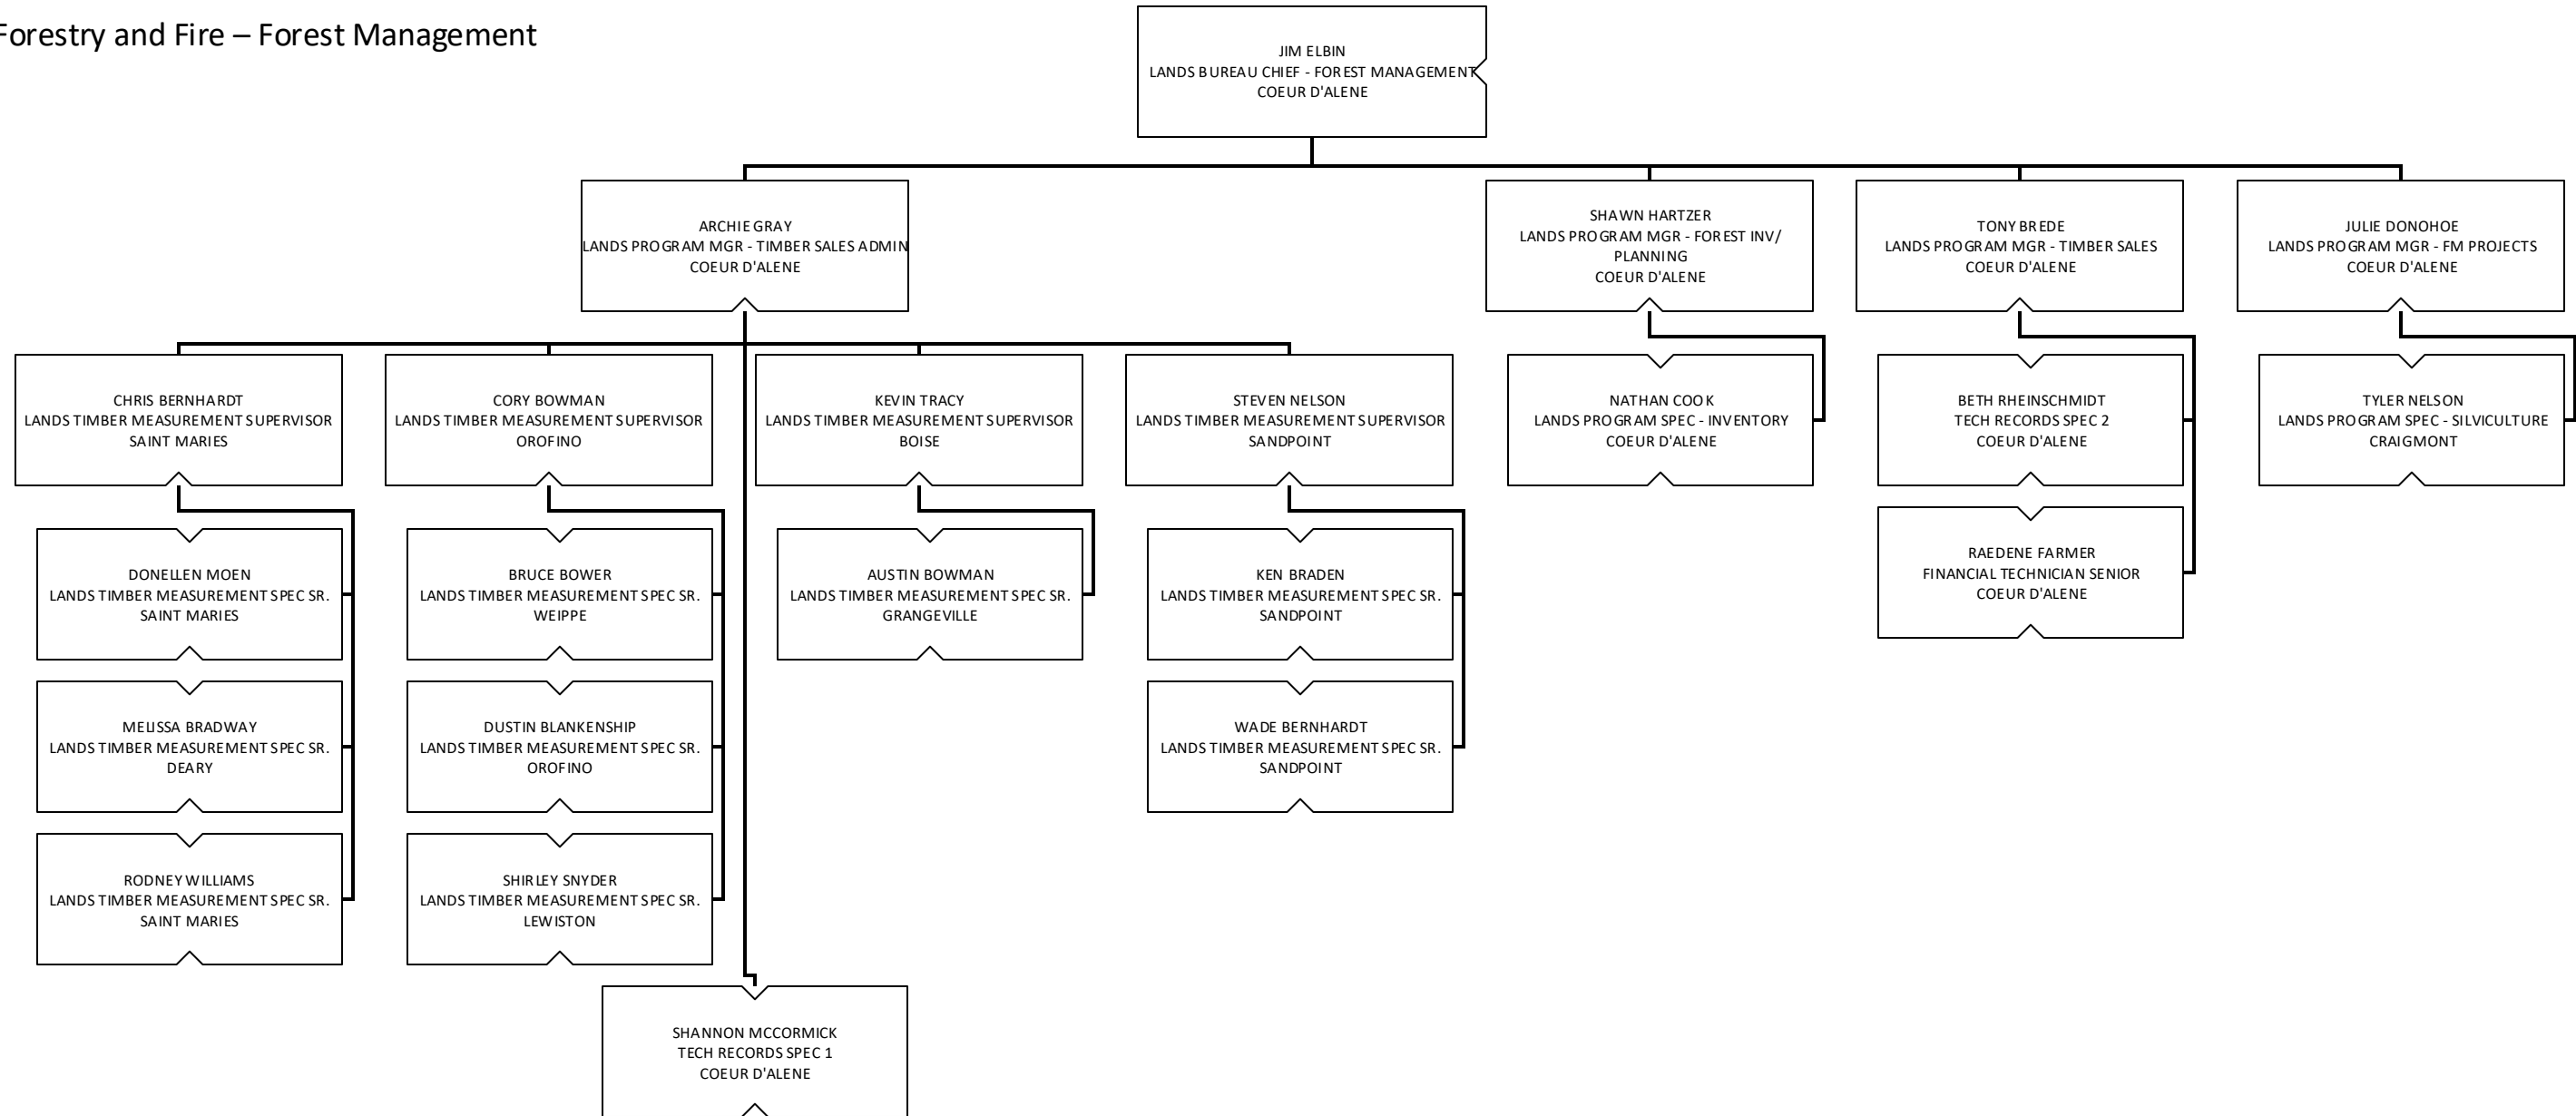 Forestry and Fire – Forest Management
JIM ELBIN
LANDS BUREAU CHIEF - FOREST MANAGEMENT
COEUR D'ALENE
ARCHIE GRAY
LANDS PROGRAM MGR - TIMBER SALES ADMIN
COEUR D'ALENE
SHAWN HARTZER
LANDS PROGRAM MGR - FOREST INV/
PLANNING
COEUR D'ALENE
TONY BREDE
LANDS PROGRAM MGR - TIMBER SALES
COEUR D'ALENE
JULIE DONOHOE
LANDS PROGRAM MGR - FM PROJECTS
COEUR D'ALENE
CHRIS BERNHARDT
LANDS TIMBER MEASUREMENT SUPERVISOR
SAINT MARIES
CORY BOWMAN
LANDS TIMBER MEASUREMENT SUPERVISOR
OROFINO
KEVIN TRACY
LANDS TIMBER MEASUREMENT SUPERVISOR
BOISE
STEVEN NELSON
LANDS TIMBER MEASUREMENT SUPERVISOR
SANDPOINT
NATHAN COOK
LANDS PROGRAM SPEC - INVENTORY
COEUR D'ALENE
BETH RHEINSCHMIDT
TECH RECORDS SPEC 2
COEUR D'ALENE
TYLER NELSON
LANDS PROGRAM SPEC - SILVICULTURE
CRAIGMONT
DONELLEN MOEN
LANDS TIMBER MEASUREMENT SPEC SR.
SAINT MARIES
BRUCE BOWER
LANDS TIMBER MEASUREMENT SPEC SR.
WEIPPE
AUSTIN BOWMAN
LANDS TIMBER MEASUREMENT SPEC SR.
GRANGEVILLE
KEN BRADEN
LANDS TIMBER MEASUREMENT SPEC SR.
SANDPOINT
RAEDENE FARMER
FINANCIAL TECHNICIAN SENIOR
COEUR D'ALENE
MELISSA BRADWAY
LANDS TIMBER MEASUREMENT SPEC SR.
DEARY
DUSTIN BLANKENSHIP
LANDS TIMBER MEASUREMENT SPEC SR.
OROFINO
WADE BERNHARDT
LANDS TIMBER MEASUREMENT SPEC SR.
SANDPOINT
RODNEY WILLIAMS
LANDS TIMBER MEASUREMENT SPEC SR.
SAINT MARIES
SHIRLEY SNYDER
LANDS TIMBER MEASUREMENT SPEC SR.
LEWISTON
SHANNON MCCORMICK
TECH RECORDS SPEC 1
COEUR D'ALENE